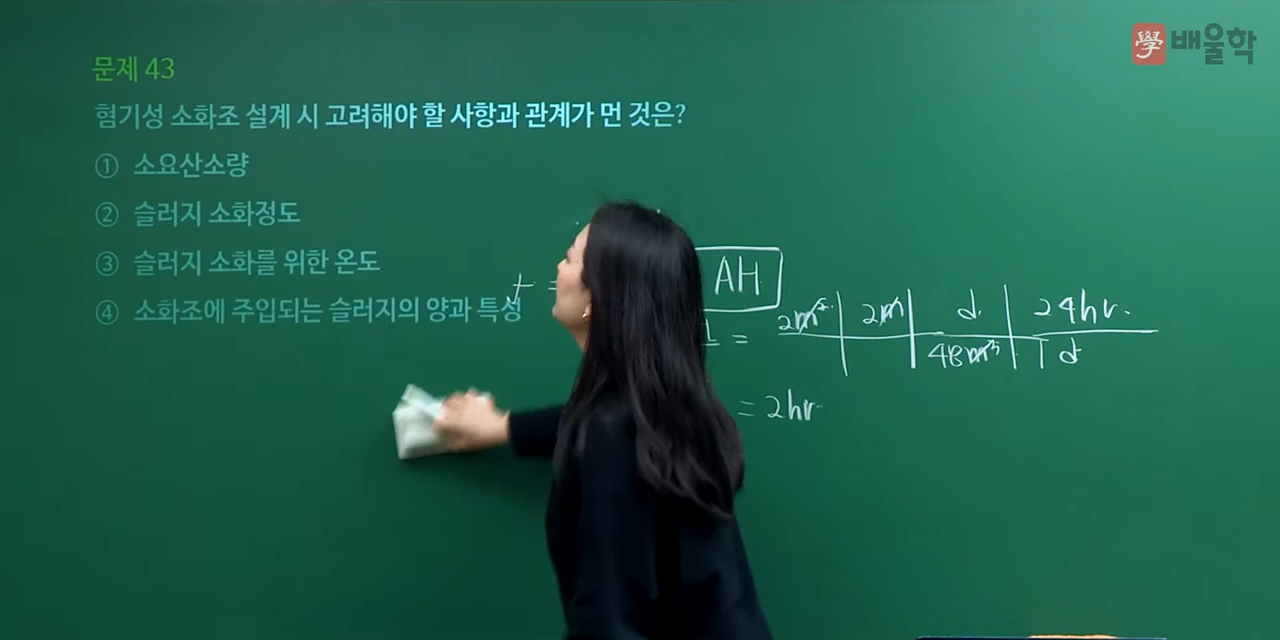 學 배울학
문제 43
혐기성 소화조 설계 시 고려해야 할 사항과 관계가 먼 것은?
① 소요산소량
② 슬러지 소화정도
③ 슬러지 소화를 위한 온도
④ 소화조에 주입되는 슬러지의 양과 특성
t =
AH
= 2m² 2m d 24hr
48m³ 1d
= 2hr